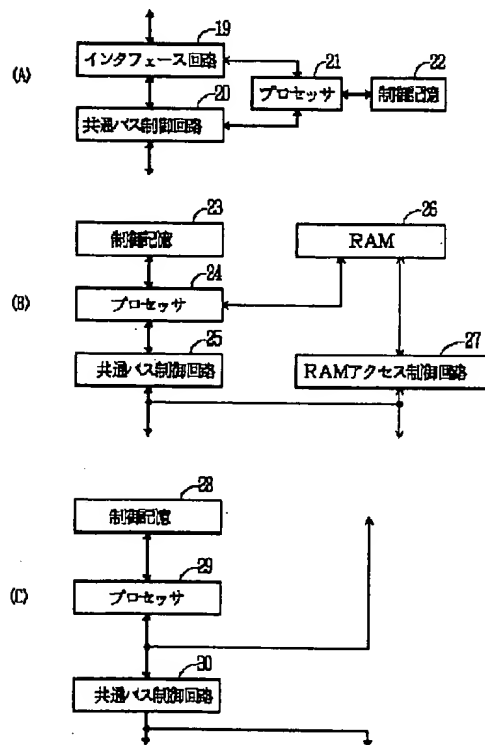 (A)
19
インタフェース回路
20
共通バス制御回路
21
プロセッサ
22
制御記憶
(B)
23
制御記憶
24
プロセッサ
25
共通バス制御回路
26
RAM
27
RAMアクセス制御回路
(C)
28
制御記憶
29
プロセッサ
30
共通バス制御回路